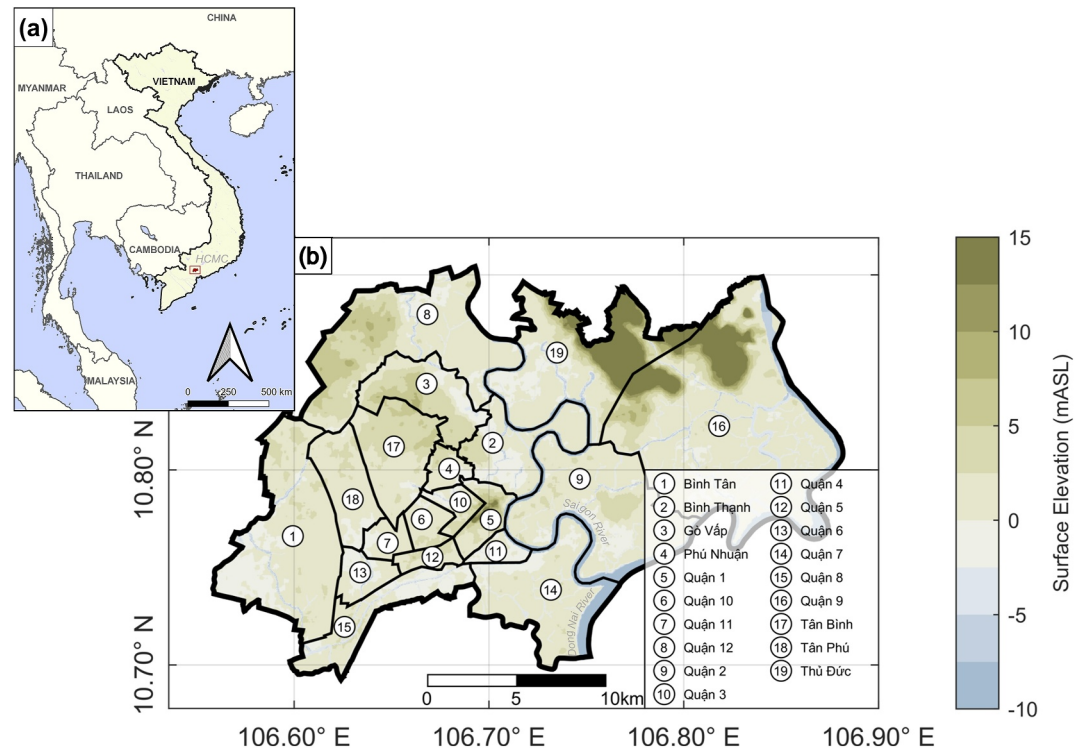 (a)
CHINA
MYANMAR
VIETNAM
LAOS
THAILAND
CAMBODIA
HCMC
MALAYSIA
0 250 500 km
(b)
8
19
3
16
2
17
4
9
18
10
6
5
1
7
11
12
13
14
15
Saigon River
Dong Nai River
1 Bình Tân
2 Bình Thạnh
3 Gò Vấp
4 Phú Nhuận
5 Quận 1
6 Quận 10
7 Quận 11
8 Quận 12
9 Quận 2
10 Quận 3
11 Quận 4
12 Quận 5
13 Quận 6
14 Quận 7
15 Quận 8
16 Quận 9
17 Tân Bình
18 Tân Phú
19 Thủ Đức
0 5 10km
10.80° N
10.70° N
106.60° E 106.70° E 106.80° E 106.90° E
15
10
5
0
-5
-10
Surface Elevation (mASL)